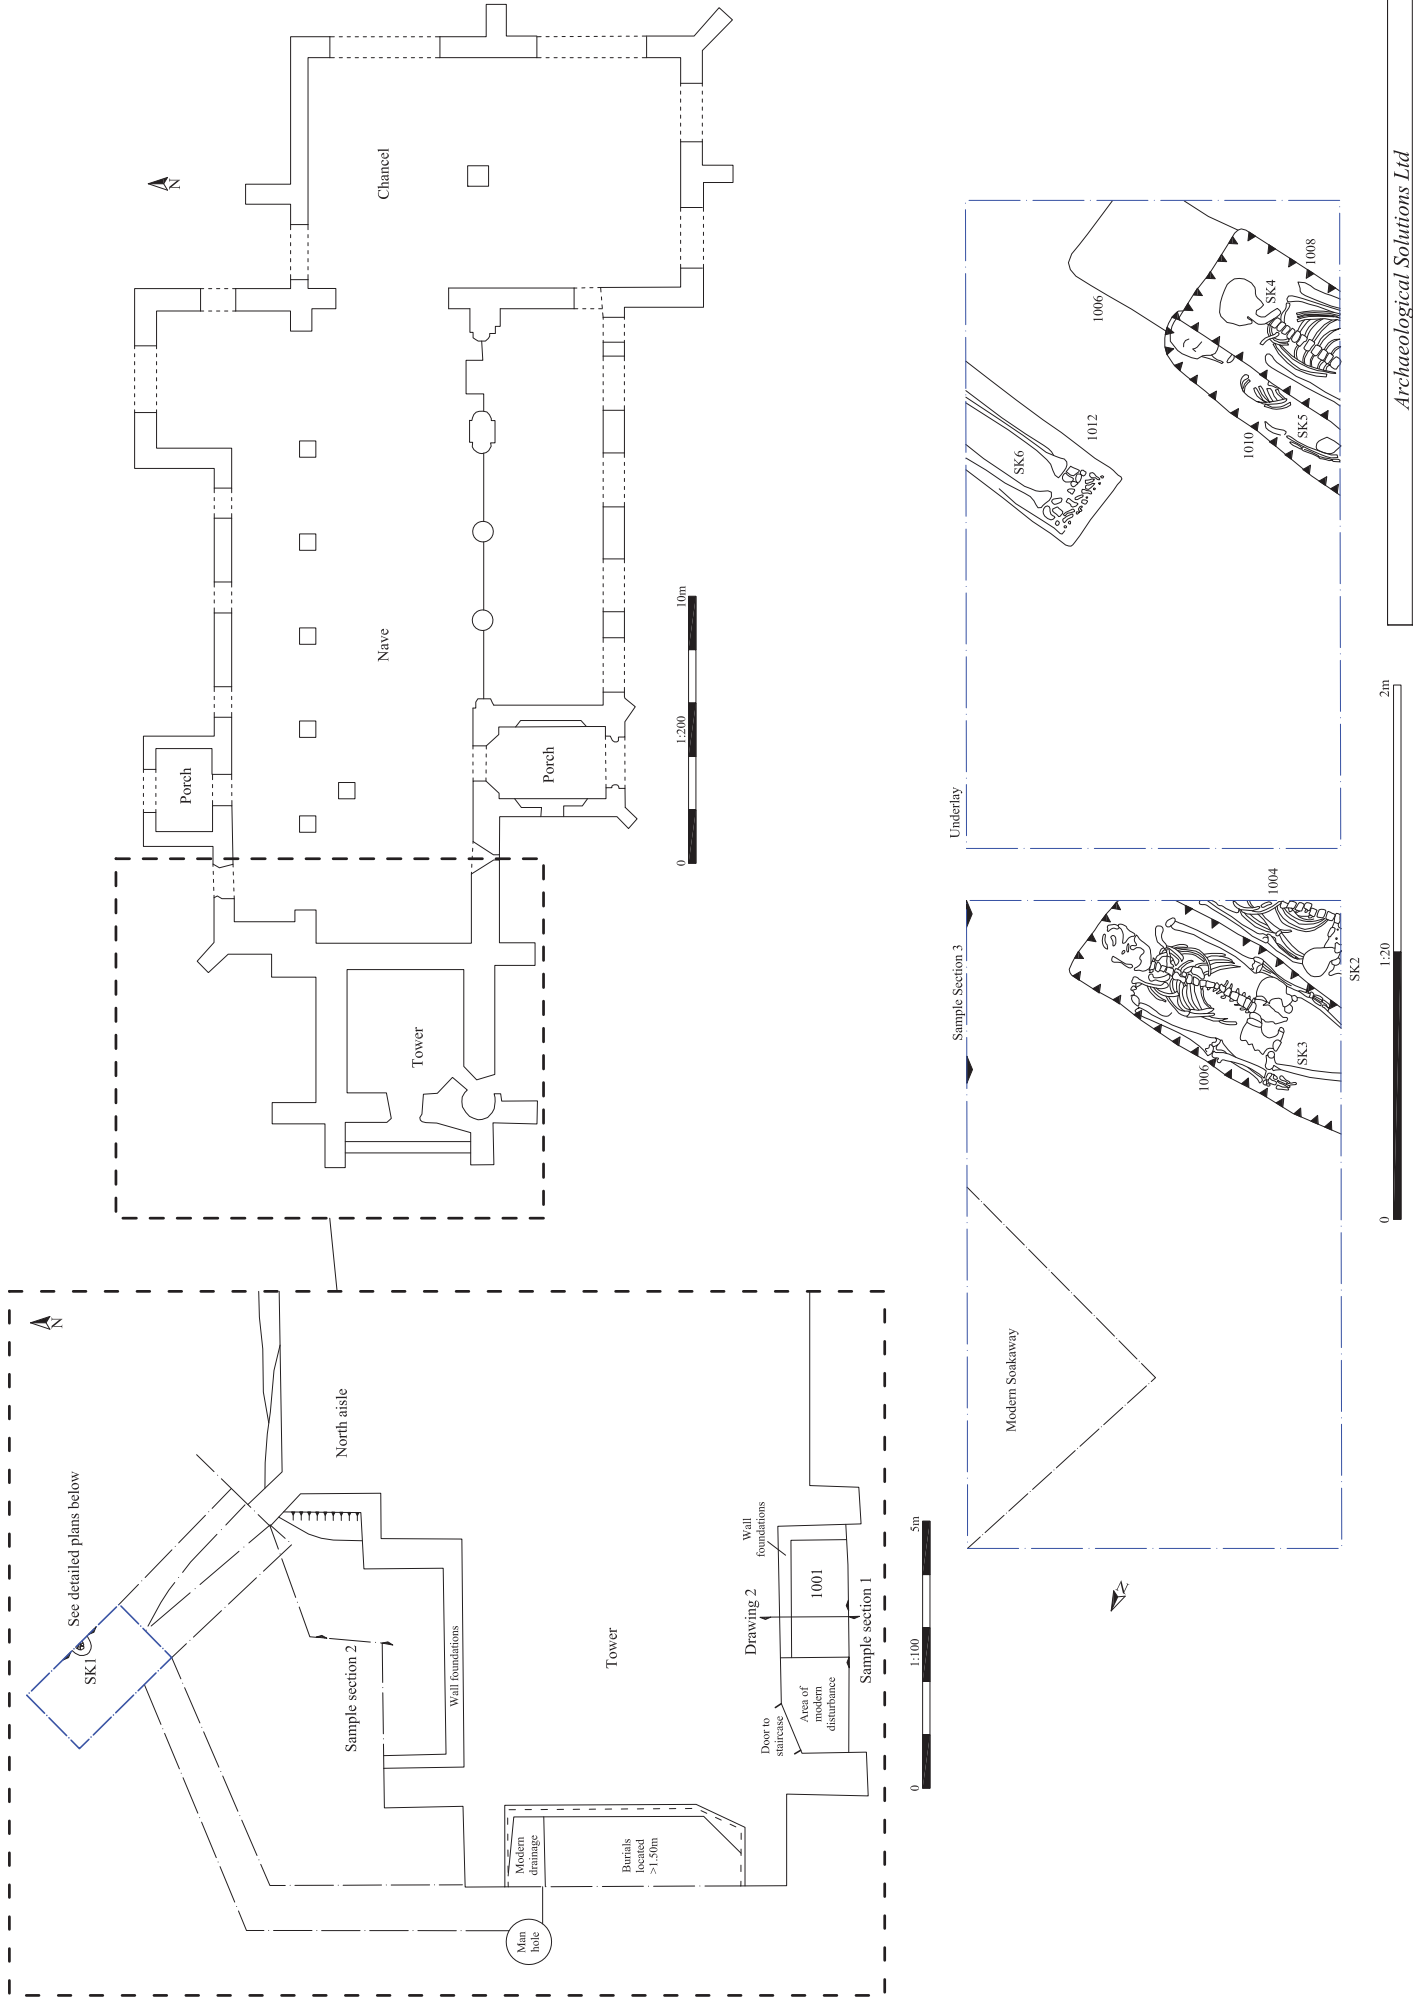 N
Chancel
Nave
Porch
Porch
Tower
0
1:200
10m
N
See detailed plans below
SK1
North aisle
Sample section 2
Wall foundations
Tower
Wall
foundations
Drawing 2
1001
Sample section 1
Door to
staircase
Area of
modern
disturbance
Modern
drainage
Burials
located
>1.50m
Man
hole
0
1:100
5m
Sample Section 3
Modern Soakaway
1006
SK3
1004
SK2
N
Underlay
SK6
1012
1006
1010
SK5
SK4
1008
0
1:20
2m
Archaeological Solutions Ltd